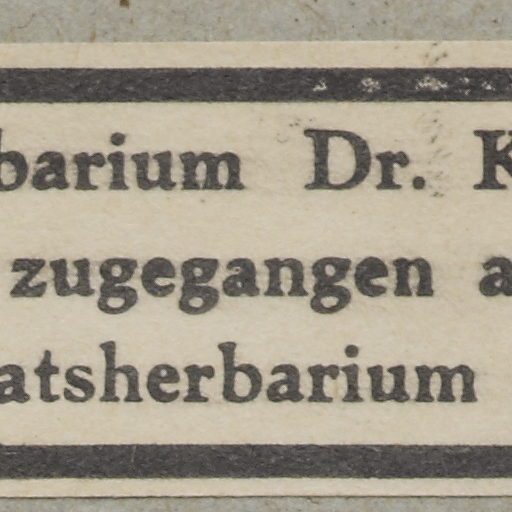 barium Dr. K
zugegangen a
atsherbarium